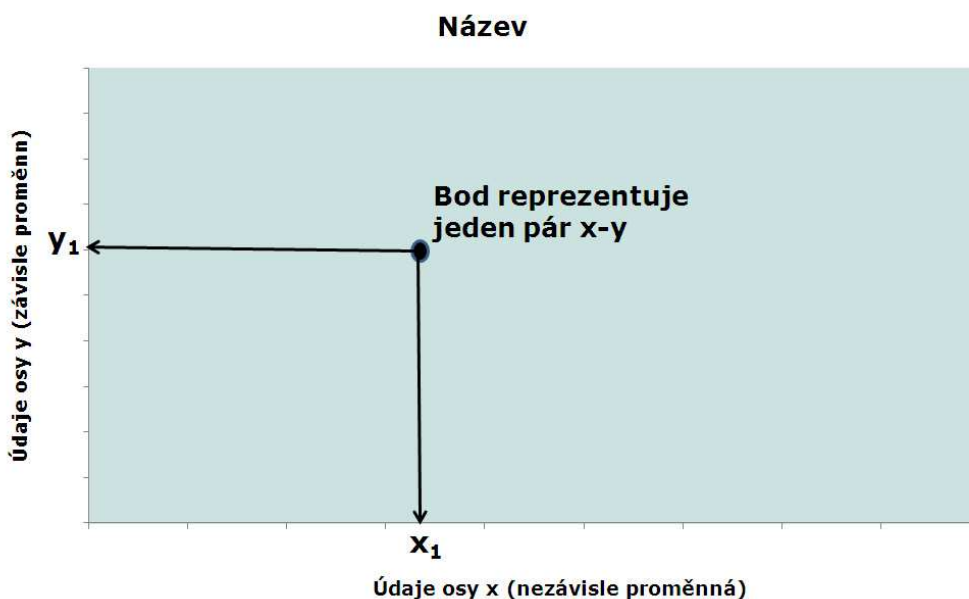 Název
Údaje osy y (závisle proměnn)
Bod reprezentuje
jeden pár x-y
y₁
x₁
Údaje osy x (nezávisle proměnná)